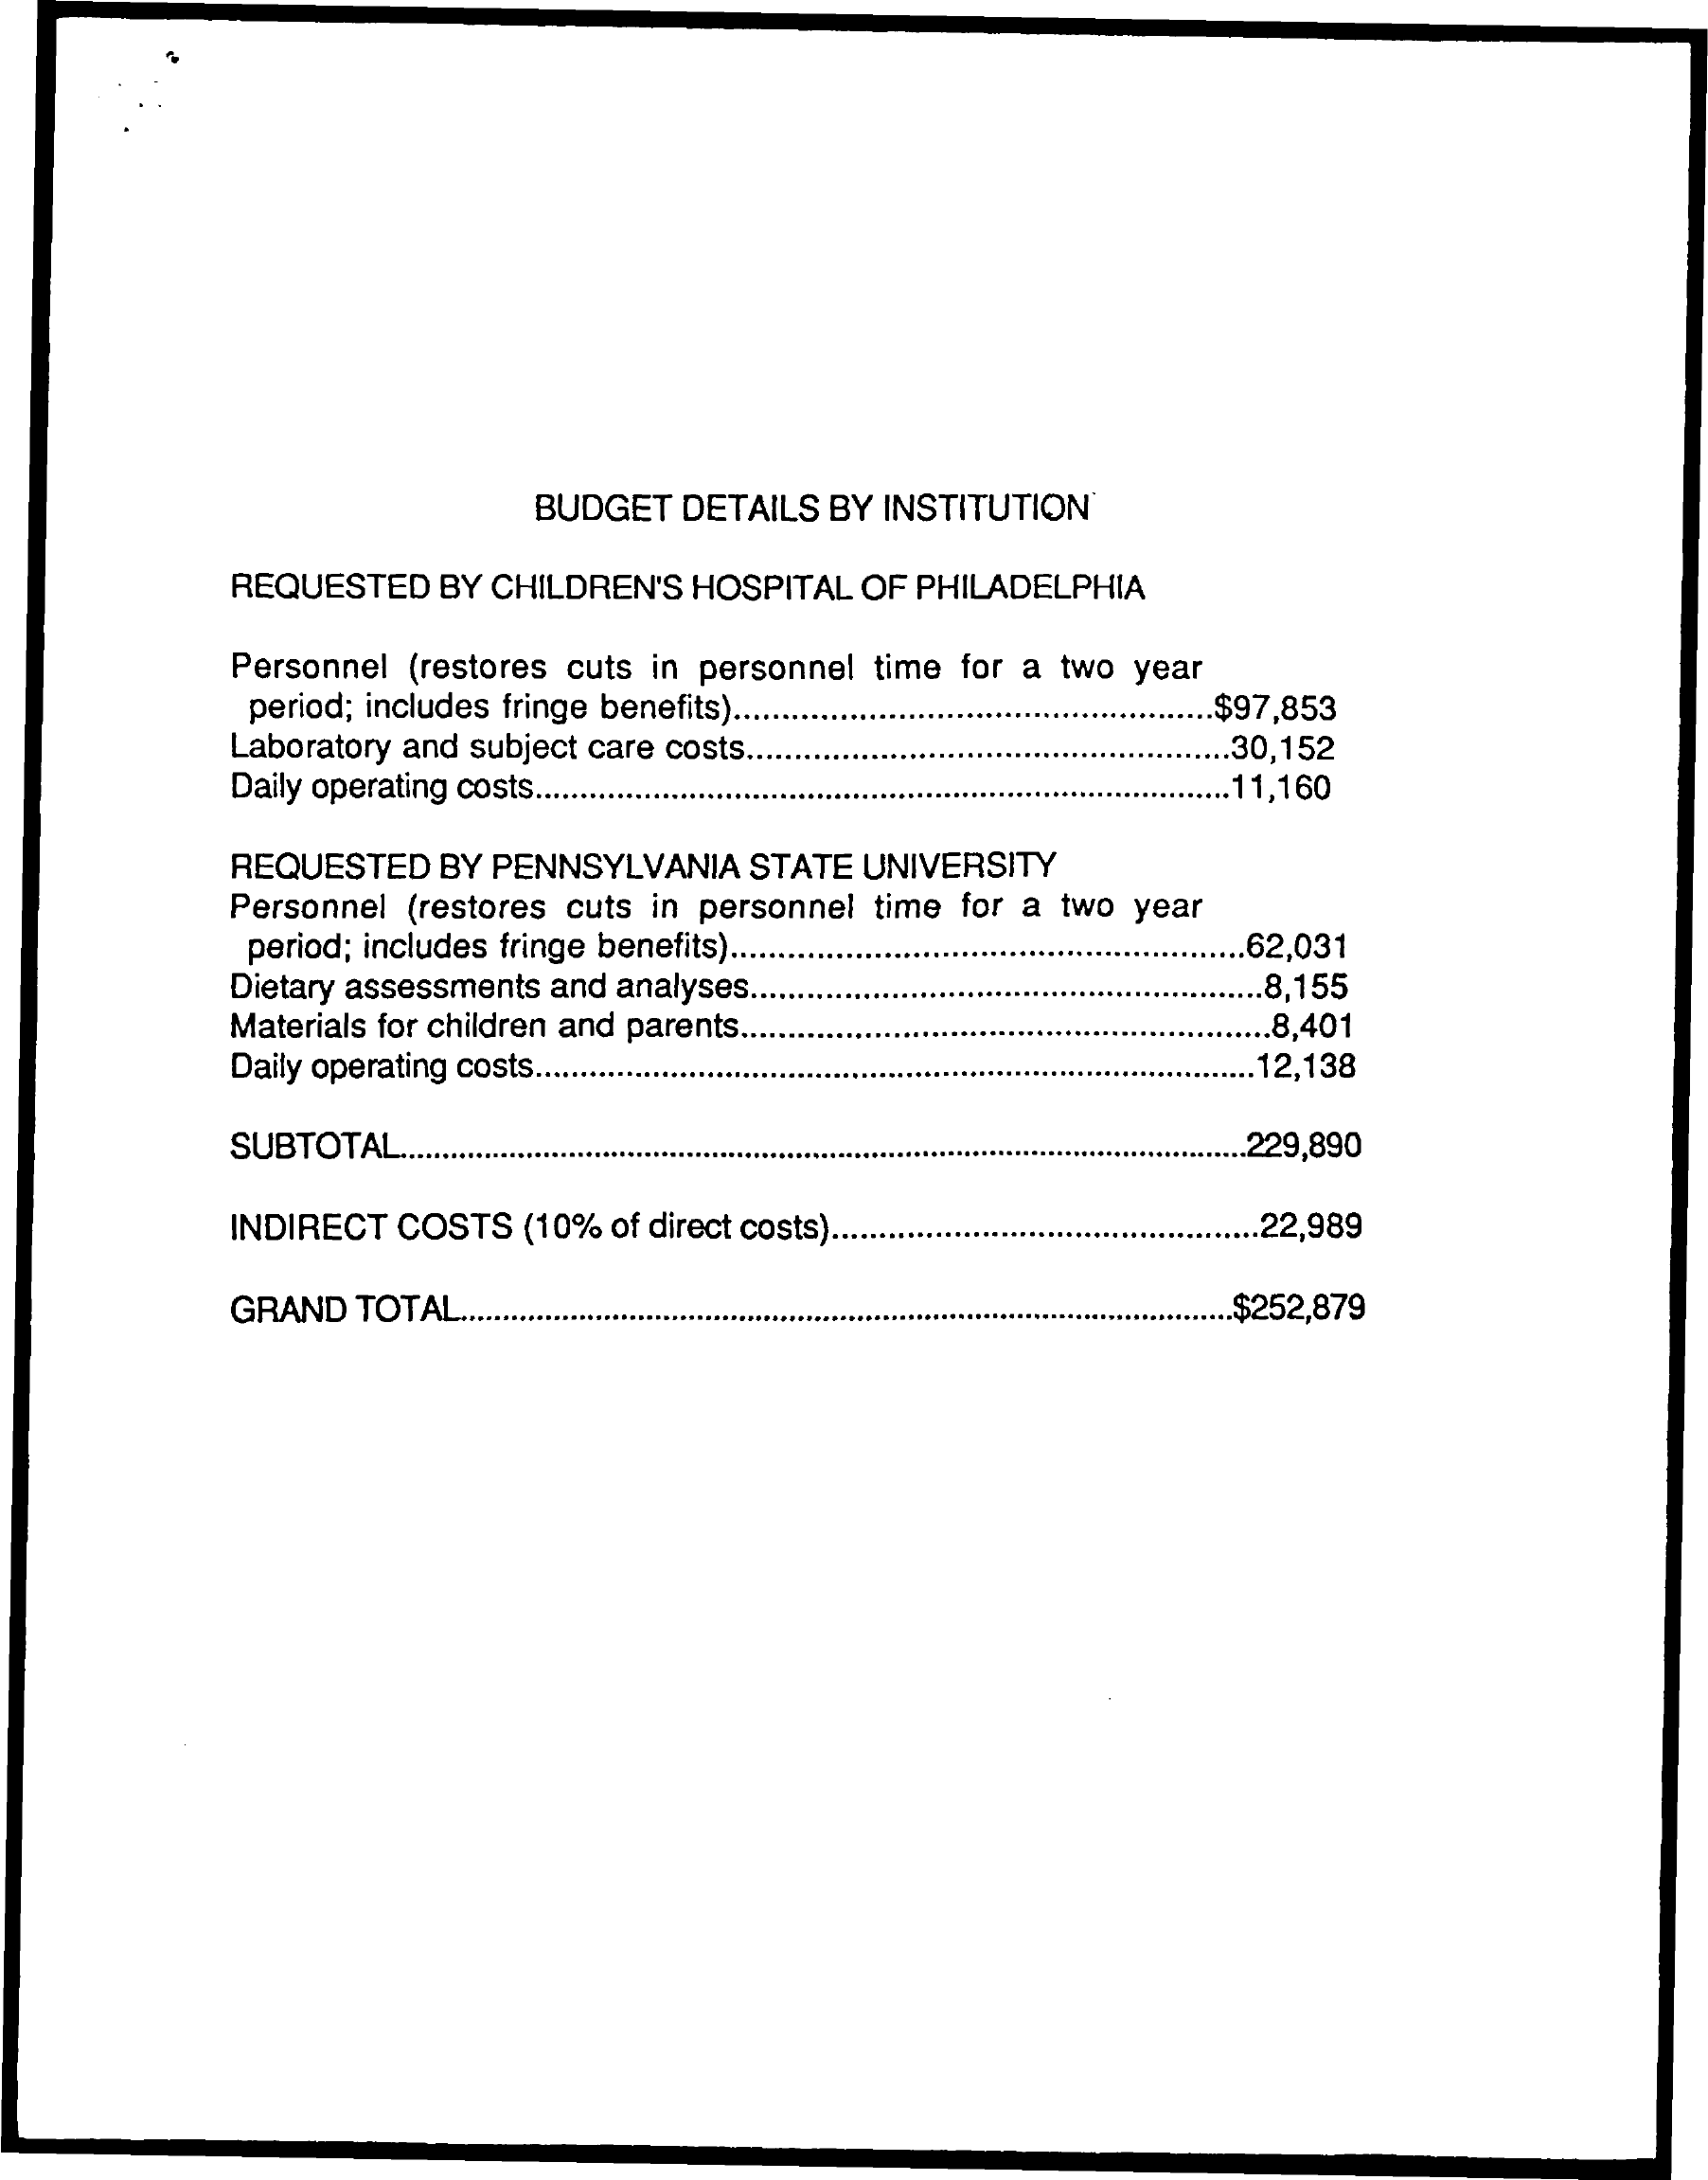 BUDGET DETAILS BY INSTITUTION
REQUESTED BY CHILDREN'S HOSPITAL OF PHILADELPHIA
Personnel (restores cuts in personnel time for a two year
period; includes fringe benefits)..................................................$97,853
Laboratory and subject care costs..................................................30,152
Daily operating costs........................................................................11,160
REQUESTED BY PENNSYLVANIA STATE UNIVERSITY
Personnel (restores cuts in personnel time for a two year
period; includes fringe benefits).....................................................62,031
Dietary assessments and analyses.....................................................8,155
Materials for children and parents.......................................................8,401
Daily operating costs...........................................................................12,138
SUBTOTAL........................................................................................229,890
INDIRECT COSTS (10% of direct costs)............................................22,989
GRAND TOTAL................................................................................$252,879